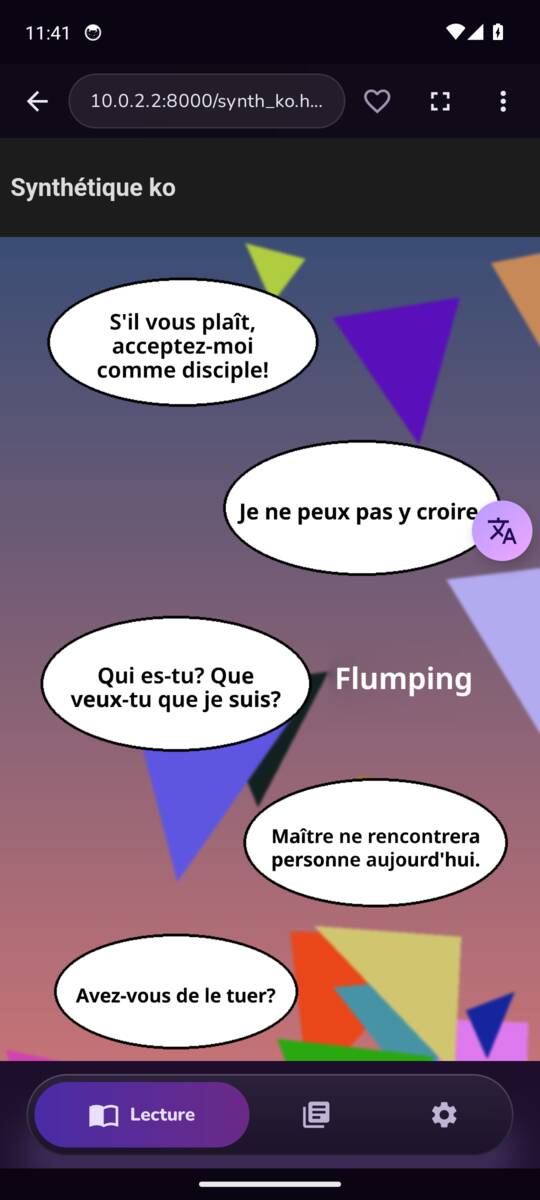 11:41
10.0.2.2:8000/synth_ko.h...
Synthétique ko
S'il vous plaît,
acceptez-moi
comme disciple!
Je ne peux pas y croire
Qui es-tu? Que
veux-tu que je suis?
Flumping
Maître ne rencontrera
personne aujourd'hui.
Avez-vous de le tuer?
Lecture